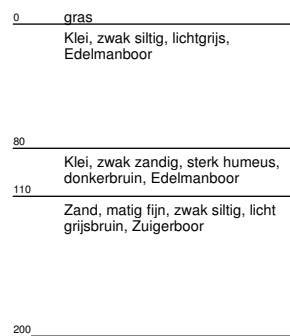 0 gras
Klei, zwak siltig, lichtgrijs,
Edelmanboor
80
Klei, zwak zandig, sterk humeus,
donkerbruin, Edelmanboor
110
Zand, matig fijn, zwak siltig, licht
grijsbruin, Zuigerboor
200